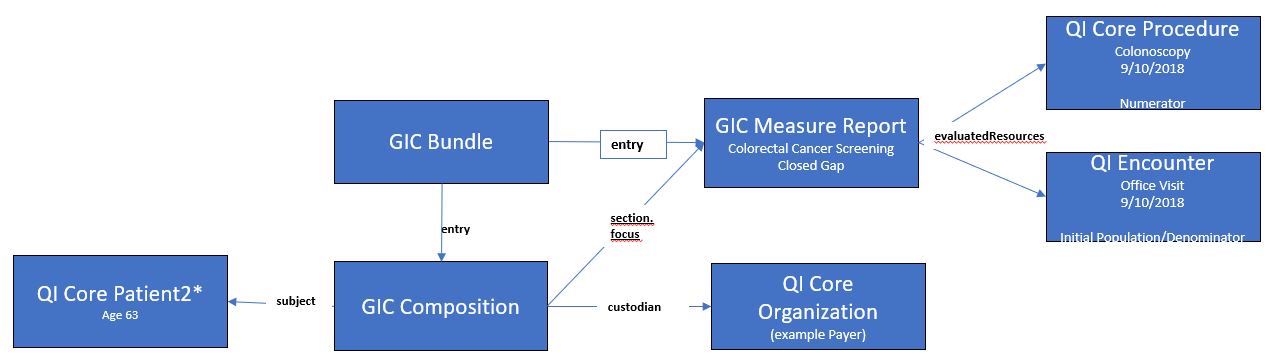 QI Core Procedure
Colonoscopy
9/10/2018
Numerator
GIC Bundle
entry
GIC Measure Report
Colorectal Cancer Screening
Closed Gap
evaluatedResources
QI Encounter
Office Visit
9/10/2018
Initial Population/Denominator
entry
section.
focus
QI Core Patient2*
Age 63
subject
GIC Composition
custodian
QI Core
Organization
(example Payer)